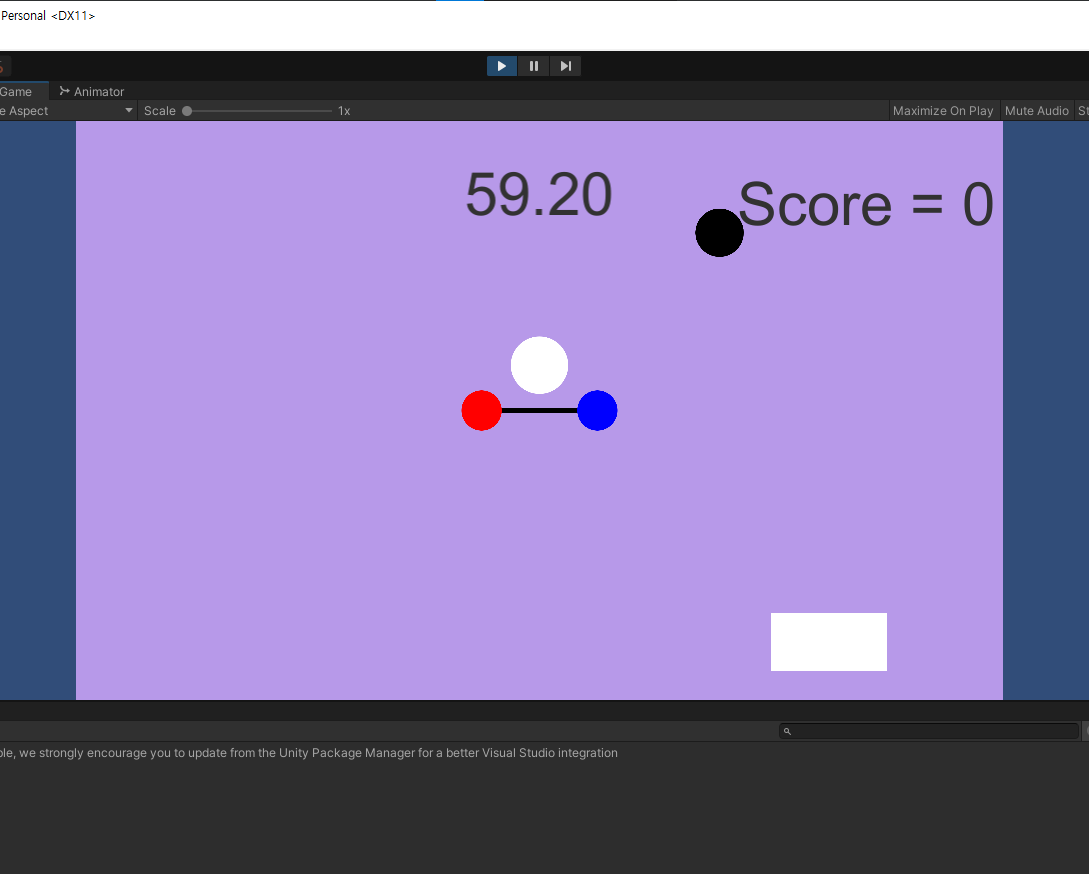 Personal <DX11>
Game Animator
e Aspect Scale 1x Maximize On Play Mute Audio St
59.20
Score = 0
ble, we strongly encourage you to update from the Unity Package Manager for a better Visual Studio integration